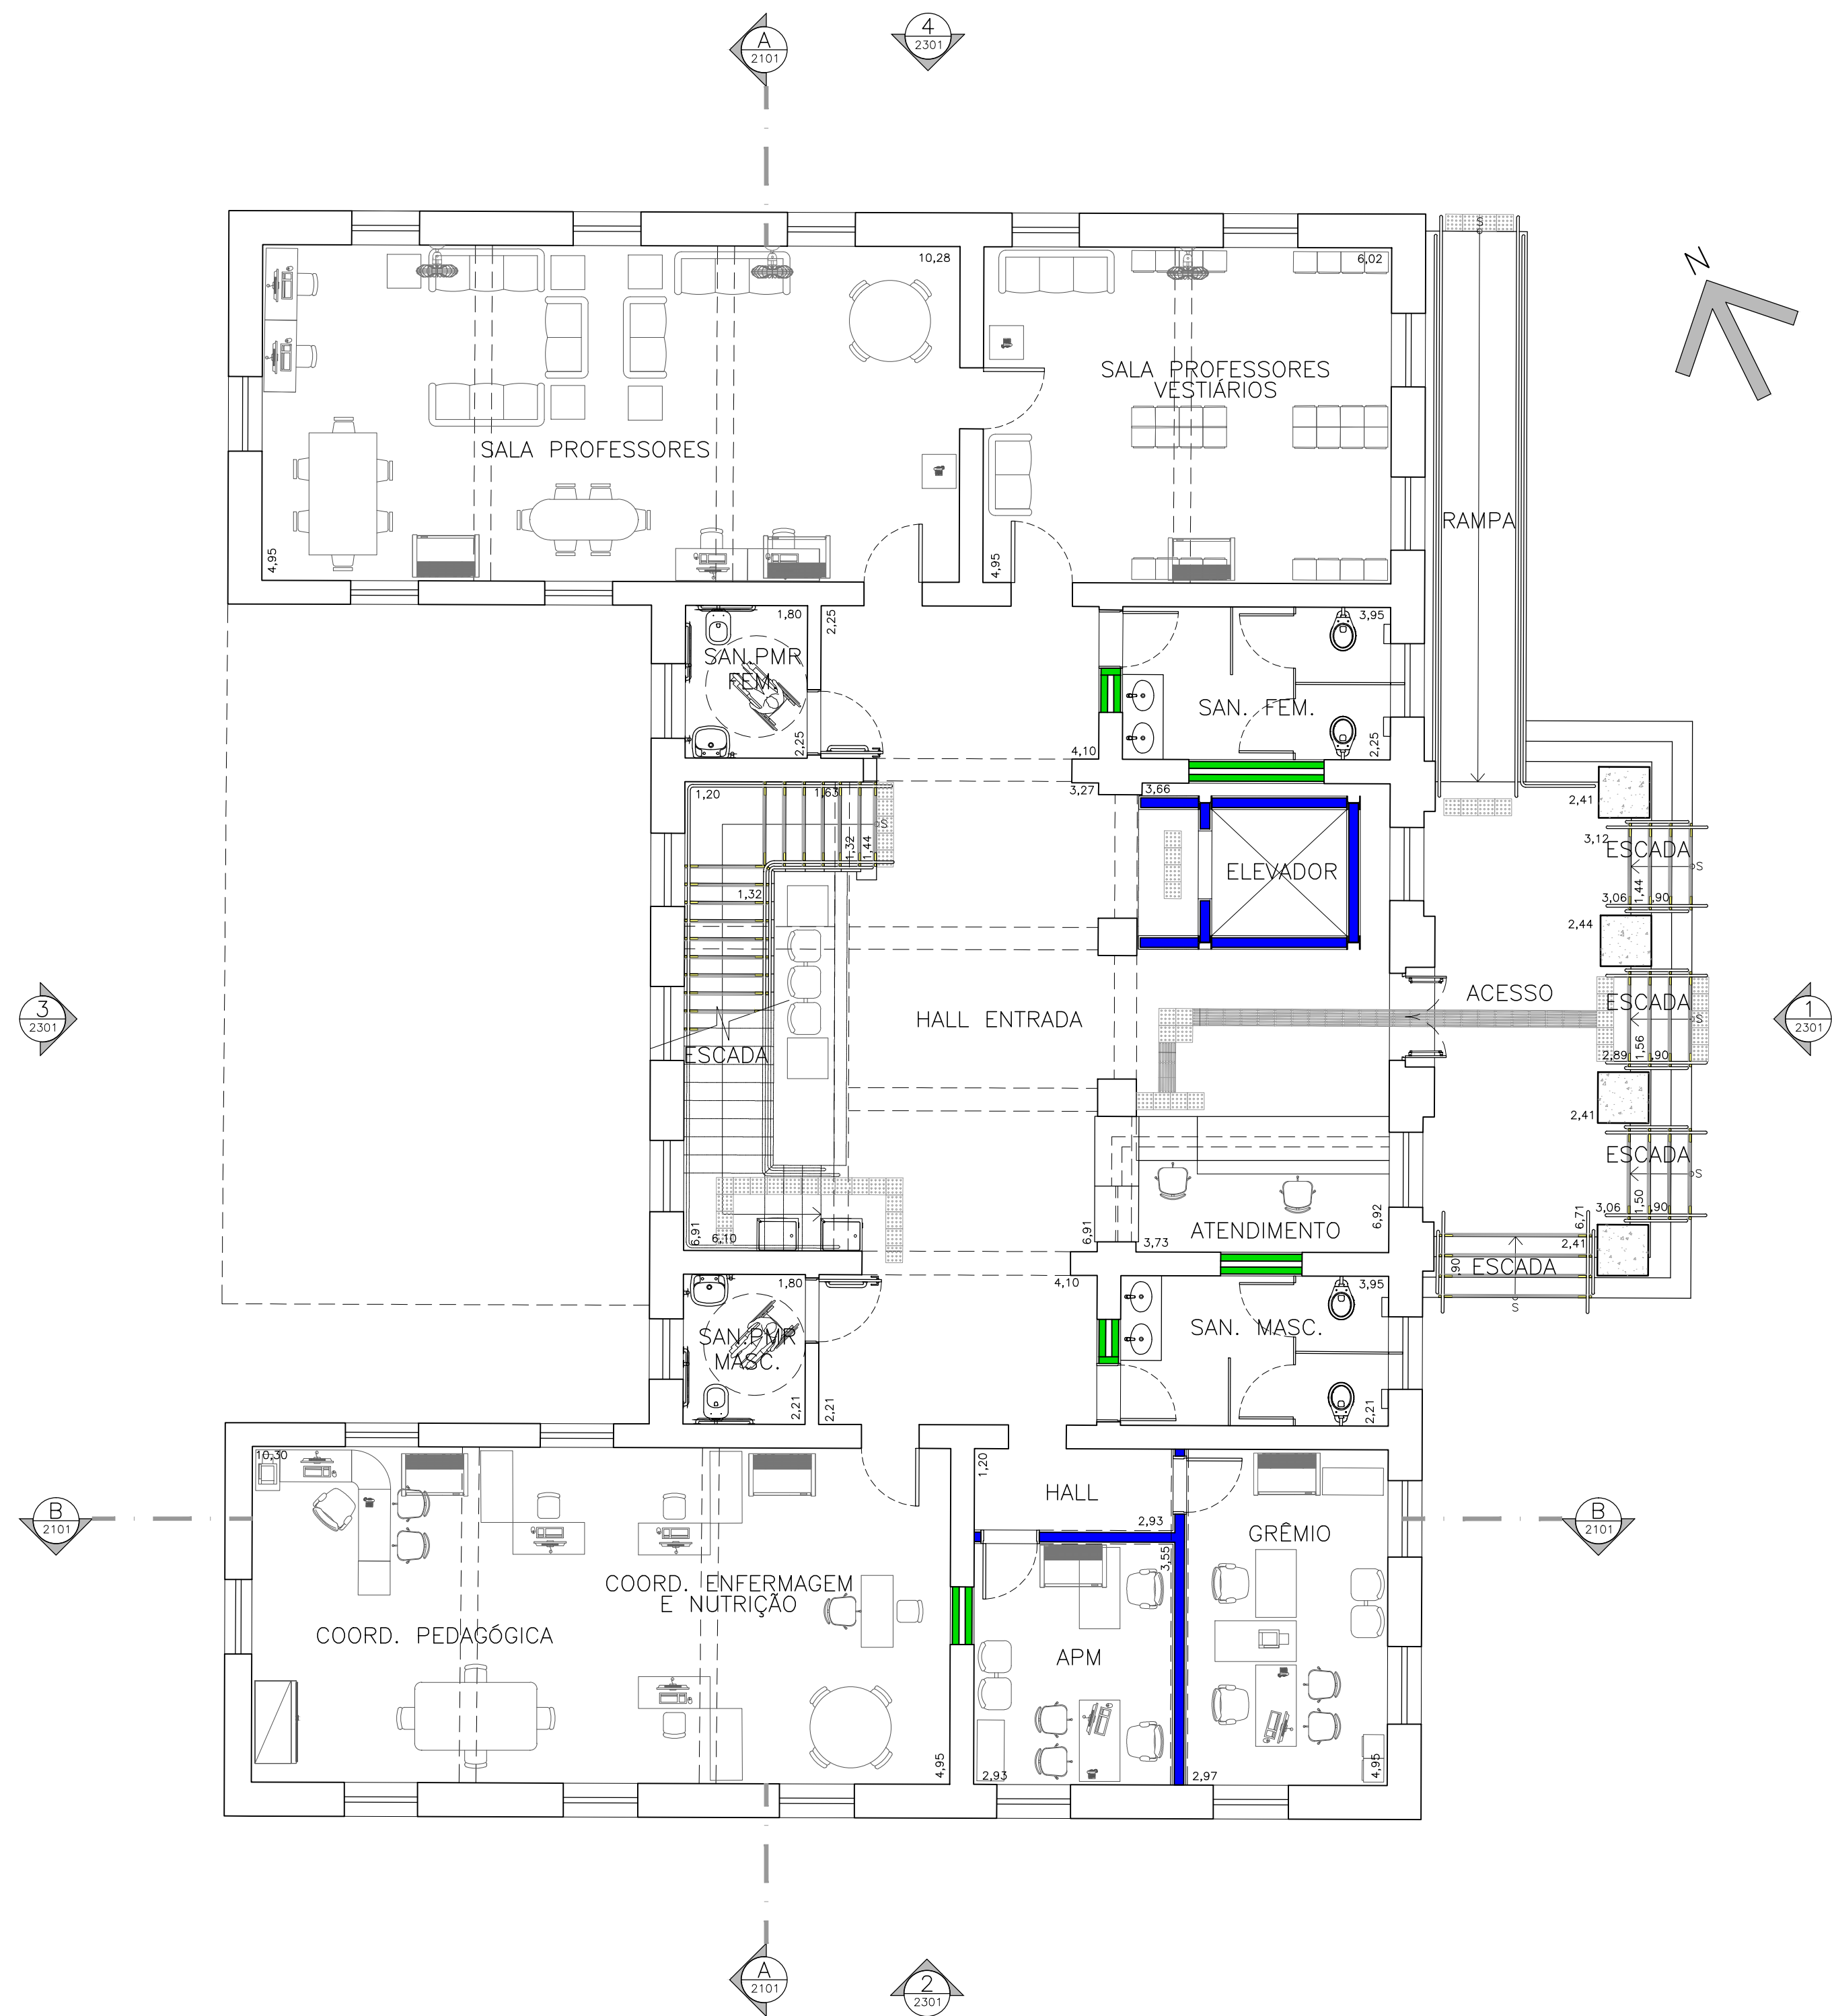 A
2101
4
2301
N
10,28
6,02
S
SALA PROFESSORES
VESTIÁRIOS
SALA PROFESSORES
RAMPA
4,95
4,95
1,80
2,25
3,95
SAN.PMR
FEM.
SAN. FEM.
2,25
2,25
4,10
3,27
3,66
1,20
1,63
2,41
S
1,32
1,44
3,12
ESCADA
S
ELEVADOR
1,32
3,06
1,44
,90
2,44
3
2301
HALL ENTRADA
ACESSO
ESCADA
S
1
2301
ESCADA
2,89
1,56
,90
2,41
ESCADA
S
3,06
1,50
,90
6,91
6,10
6,91
3,73
ATENDIMENTO
6,92
6,71
2,41
,90
ESCADA
S
1,80
4,10
3,95
SAN.PMR
MASC.
SAN. MASC.
2,21
2,21
2,21
10,30
1,20
HALL
2,93
GRÊMIO
B
2101
B
2101
3,55
COORD. ENFERMAGEM
E NUTRIÇÃO
COORD. PEDAGÓGICA
APM
4,95
2,93
2,97
4,95
A
2101
2
2301